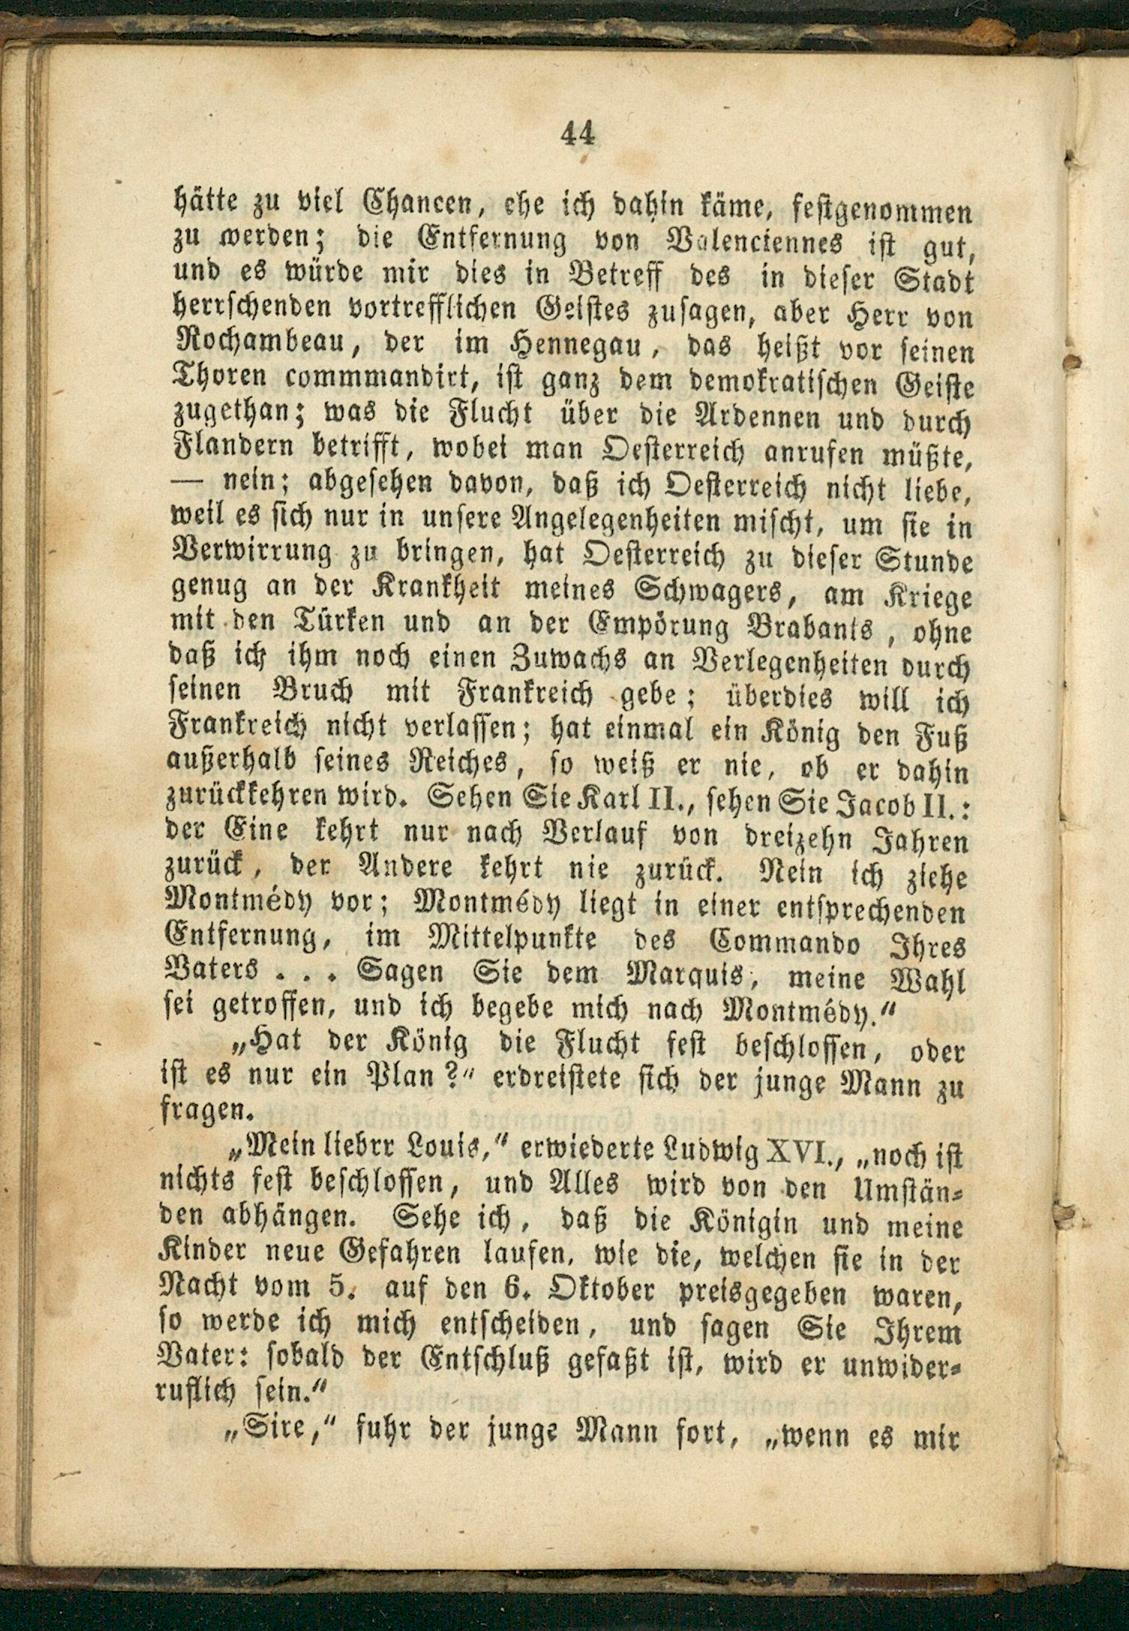 44
hätte zu viel Chancen, ehe ich dahin käme, festgenommen
zu werden; die Entfernung von Valenciennes ist gut,
und es würde mir dies in Betreff des in dieser Stadt
herrschenden vortrefflichen Geistes zusagen, aber Herr von
Rochambeau, der im Hennegau, das heißt vor seinen
Thoren commmandirt, ist ganz dem demokratischen Geiste
zugethan; was die Flucht über die Ardennen und durch
Flandern betrifft, wobei man Oesterreich anrufen müßte,
— nein; abgesehen davon, daß ich Oesterreich nicht liebe,
weil es sich nur in unsere Angelegenheiten mischt, um sie in
Verwirrung zu bringen, hat Oesterreich zu dieser Stunde
genug an der Krankheit meines Schwagers, am Kriege
mit den Türken und an der Empörung Brabants, ohne
daß ich ihm noch einen Zuwachs an Verlegenheiten durch
seinen Bruch mit Frankreich gebe; überdies will ich
Frankreich nicht verlassen; hat einmal ein König den Fuß
außerhalb seines Reiches, so weiß er nie, ob er dahin
zurückkehren wird. Sehen Sie Karl II., sehen Sie Jacob II.:
der Eine kehrt nur nach Verlauf von dreizehn Jahren
zurück, der Andere kehrt nie zurück. Nein ich ziehe
Montmédy vor; Montmédy liegt in einer entsprechenden
Entfernung, im Mittelpunkte des Commando Ihres
Vaters . . . Sagen Sie dem Marquis, meine Wahl
sei getroffen, und ich begebe mich nach Montmédy.“
„Hat der König die Flucht fest beschlossen, oder
ist es nur ein Plan?“ erdreistete sich der junge Mann zu
fragen.
„Mein liebrr Louis,“ erwiederte Ludwig XVI., „noch ist
nichts fest beschlossen, und Alles wird von den Umstän-
den abhängen. Sehe ich, daß die Königin und meine
Kinder neue Gefahren laufen, wie die, welchen sie in der
Nacht vom 5. auf den 6. Oktober preisgegeben waren,
so werde ich mich entscheiden, und sagen Sie Ihrem
Vater: sobald der Entschluß gefaßt ist, wird er unwider-
ruflich sein.“
„Sire,“ fuhr der junge Mann fort, „wenn es mir